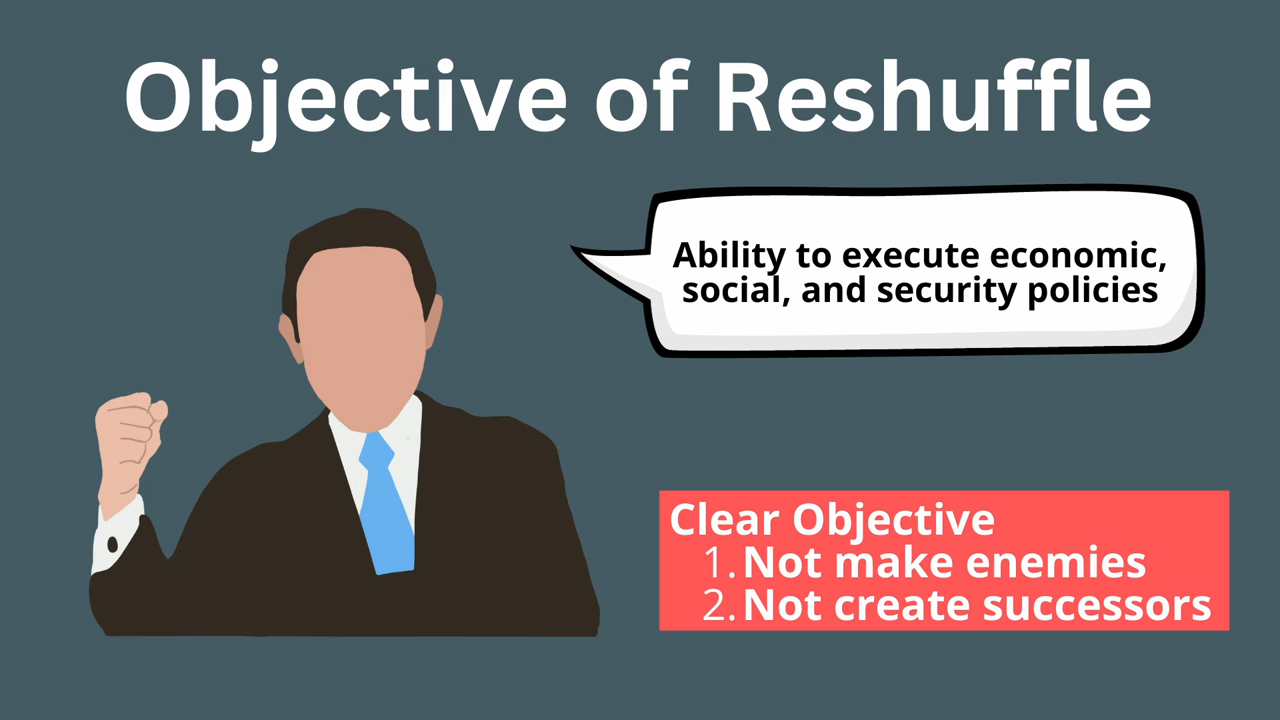 Objective of Reshuffle
Ability to execute economic,
social, and security policies
Clear Objective
1. Not make enemies
2. Not create successors